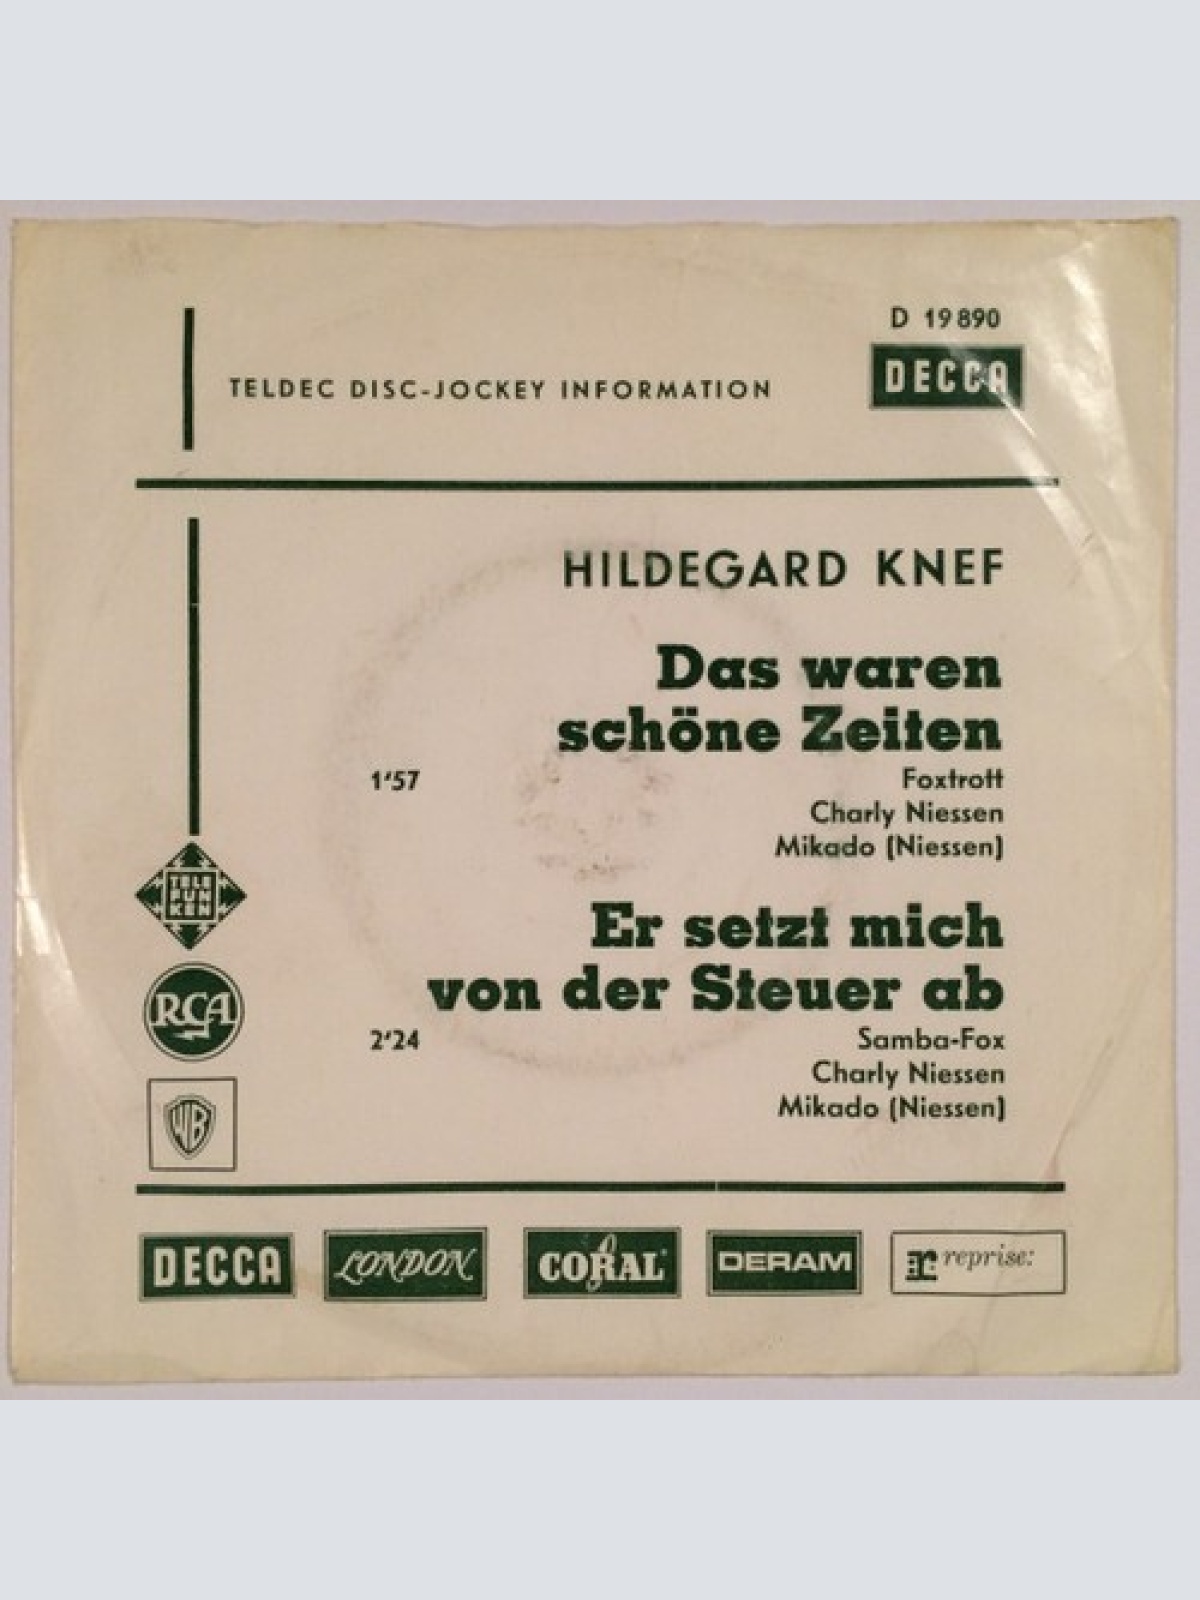 D 19890
DECCA
TELDEC DISC-JOCKEY INFORMATION
HILDEGARD KNEF
Das waren
schöne Zeiten
1'57
Foxtrott
Charly Niessen
Mikado (Niessen)
Er setzt mich
von der Steuer ab
2'24
Samba-Fox
Charly Niessen
Mikado (Niessen)
TELE
FUN
KEN
RCA
WB
DECCA
LONDON
CORAL
DERAM
r reprise: